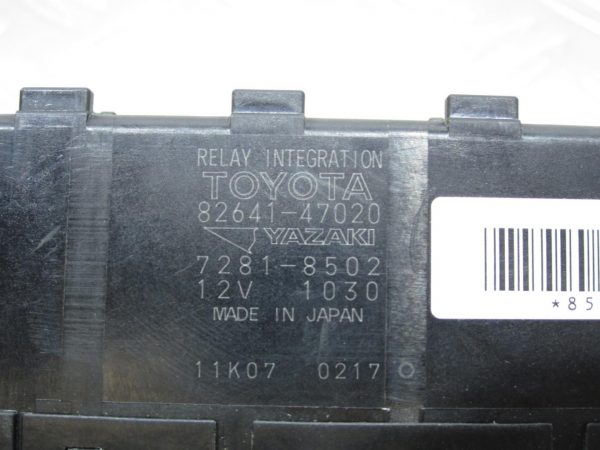 RELAY INTEGRATION
TOYOTA
82641-47020
YAZAKI
7281-8502
12V 1030
MADE IN JAPAN
11K07 0217
*85